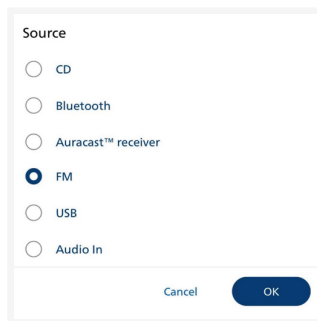 Source
CD
Bluetooth
Auracast™ receiver
FM
USB
Audio In
Cancel OK